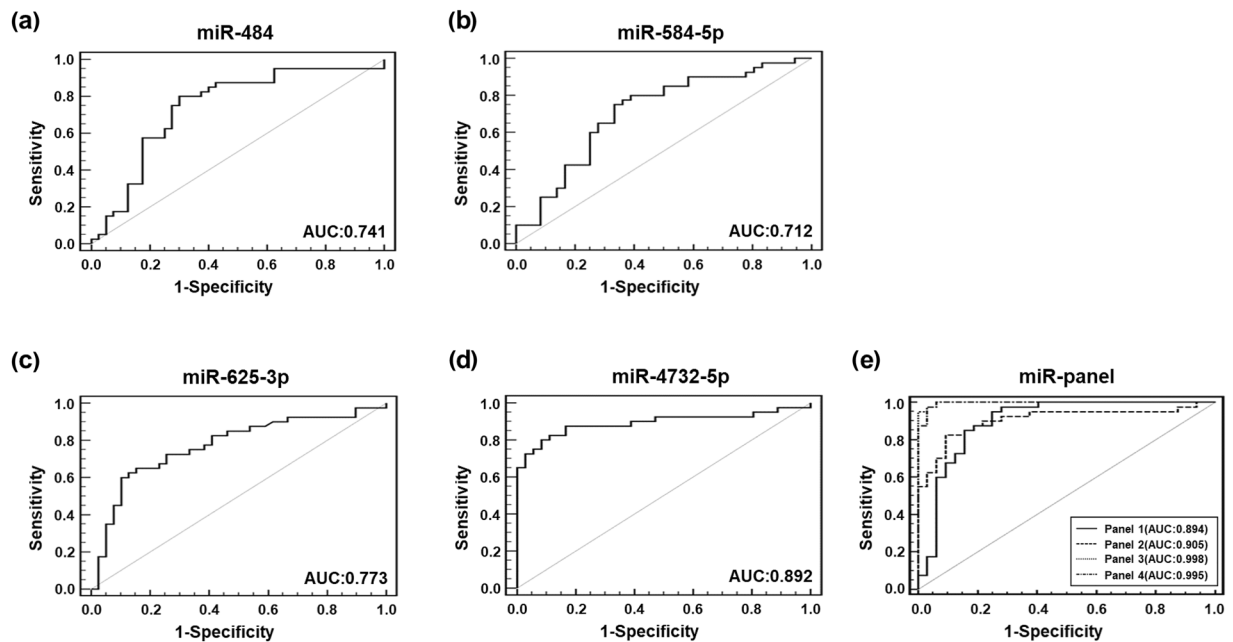 (a)
miR-484
Sensitivity
1.0
0.8
0.6
0.4
0.2
0.0
AUC:0.741
0.0 0.2 0.4 0.6 0.8 1.0
1-Specificity
(b)
miR-584-5p
Sensitivity
1.0
0.8
0.6
0.4
0.2
0.0
AUC:0.712
0.0 0.2 0.4 0.6 0.8 1.0
1-Specificity
(c)
miR-625-3p
Sensitivity
1.0
0.8
0.6
0.4
0.2
0.0
AUC:0.773
0.0 0.2 0.4 0.6 0.8 1.0
1-Specificity
(d)
miR-4732-5p
Sensitivity
1.0
0.8
0.6
0.4
0.2
0.0
AUC:0.892
0.0 0.2 0.4 0.6 0.8 1.0
1-Specificity
(e)
miR-panel
Sensitivity
1.0
0.8
0.6
0.4
0.2
0.0
Panel 1(AUC:0.894)
Panel 2(AUC:0.905)
Panel 3(AUC:0.998)
Panel 4(AUC:0.995)
0.0 0.2 0.4 0.6 0.8 1.0
1-Specificity